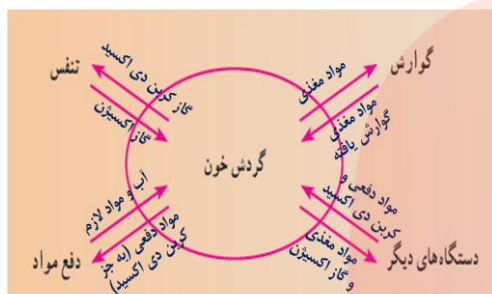 گوارش
مواد مغذی
مواد مغذی
گوارش یافته
تنفس
گاز کربن دی اکسید
گاز اکسیژن
گردش خون
آب و مواد لازم
مواد دفعی (به جز
کربن دی اکسید)
دفع مواد
مواد دفعی و
کربن دی اکسید
مواد مغذی
و گاز اکسیژن
دستگاه های دیگر